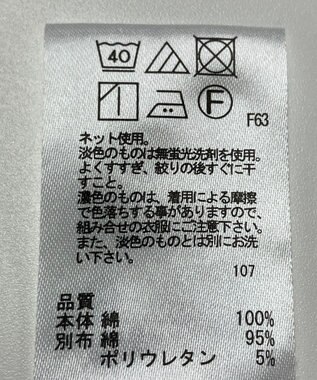 40
F
F63
ネット使用。
淡色のものは無蛍光洗剤を使用。
よくすすぎ、絞りの後すぐに干
すこと。
濃色のものは、着用による摩擦
で色落ちする事がありますので、
組み合せの衣服にご注意下さい。
また、淡色のものとは別にお洗
い下さい。
107
品質
本体 綿 100%
別布 綿 95%
ポリウレタン 5%